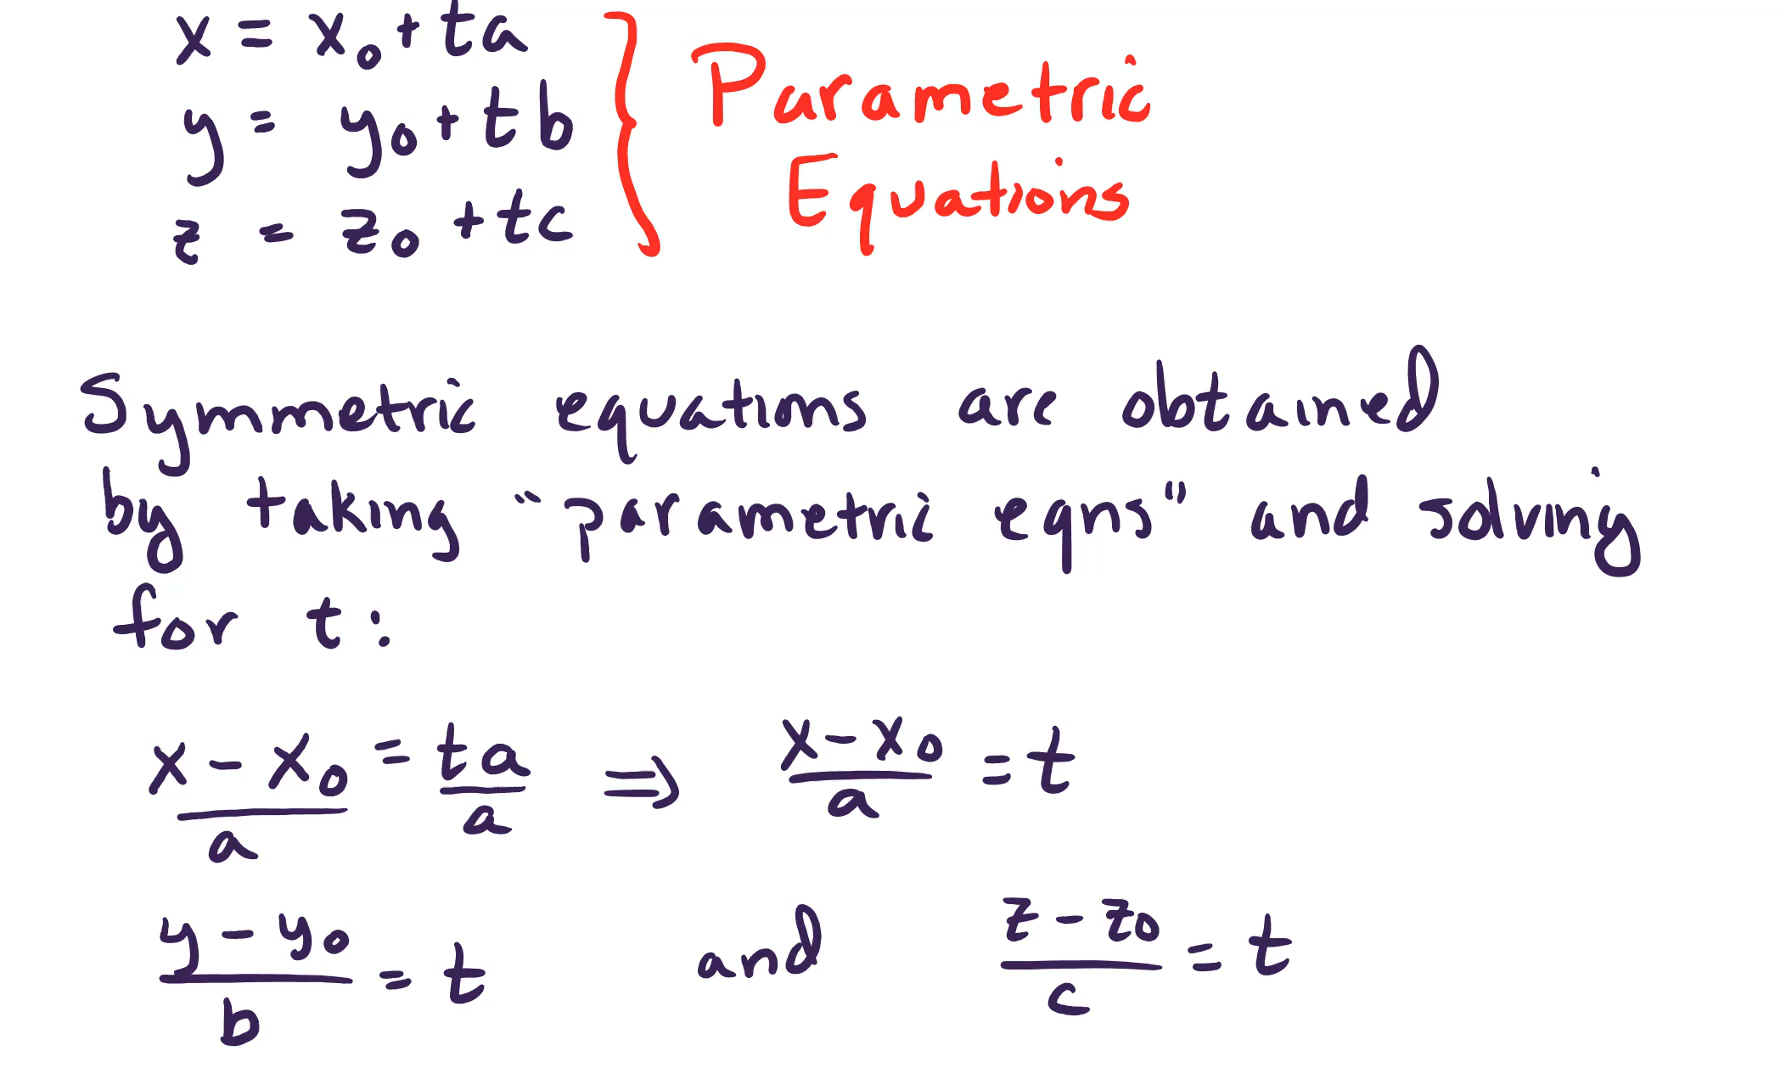 x = x₀ + ta
y = y₀ + tb
z = z₀ + tc
Parametric
Equations
Symmetric equations are obtained
by taking "parametric eqns" and solving
for t:
(x - x₀)/a = ta/a ⇒ (x - x₀)/a = t
(y - y₀)/b = t and (z - z₀)/c = t